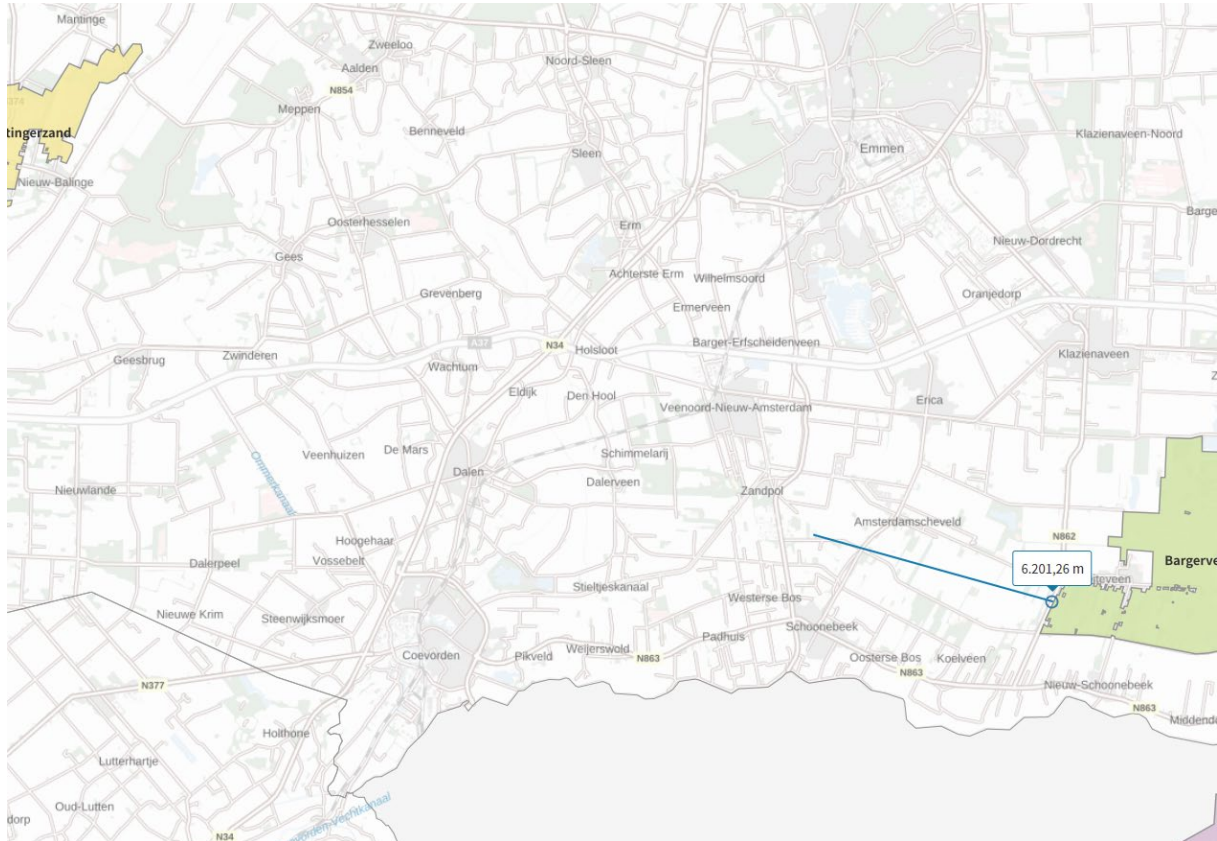 Mantinge
Zweeloo
Aalden
Noord-Sleen
N854
Meppen
374
Benneveld
tingerzand
Klazienaveen-Noord
Emmen
Sleen
Nieuw-Balinge
Oosterhesselen
Erm
Barge
Nieuw-Dordrecht
Gees
Achterste Erm
Wilhelmsoord
Grevenberg
Oranjedorp
Ermerveen
A37
N34
Holsloot
Barger-Erfscheidenveen
Geesbrug
Zwinderen
Klazienaveen
Wachtum
Z
Eldijk
Den Hool
Erica
Veenoord-Nieuw-Amsterdam
De Mars
Veenhuizen
Schimmelarij
Dalen
Ommerkanaal
Dalerveen
Nieuwlande
Zandpol
Amsterdamscheveld
N862
Hoogehaar
Dalerpeel
Vossebelt
Bargerve
6.201,26 m
Stieltjeskanaal
Westerse Bos
Nieuwe Krim
Steenwijksmoer
Schoonebeek
Padhuis
Weijerswold
Coevorden
Pikveld
N863
Oosterse Bos
Koelveen
N863
N377
Nieuw-Schoonebeek
N863
Middendo
Holthone
Lutterhartje
Oud-Lutten
dorp
N34